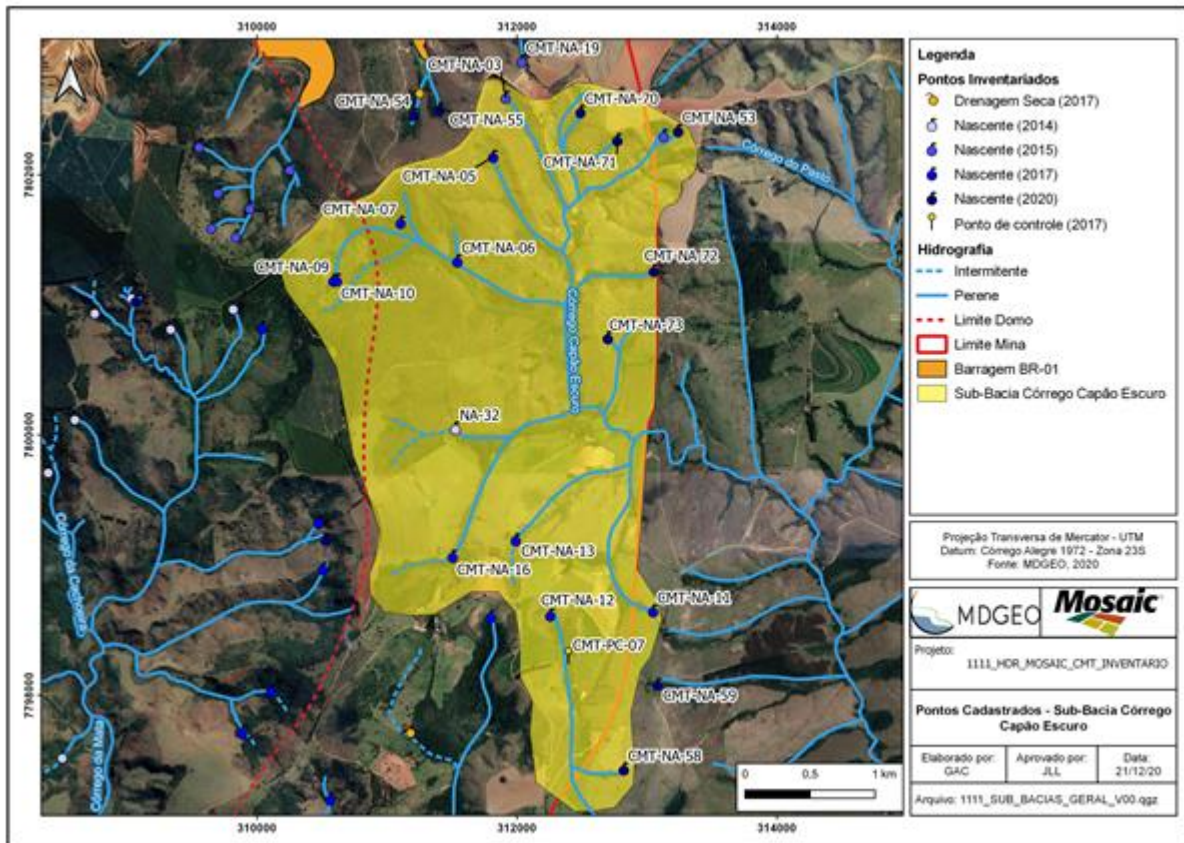 310000
312000
314000
7802000
7800000
7798000
CMT-NA-19
CMT-NA-03
CMT-NA-54
CMT-NA-55
CMT-NA-70
CMT-NA-53
CMT-NA-71
CMT-NA-05
CMT-NA-07
CMT-NA-06
CMT-NA-09
CMT-NA-10
CMT-NA-72
CMT-NA-73
NA-32
CMT-NA-13
CMT-NA-16
CMT-NA-12
CMT-NA-11
CMT-PC-07
CMT-NA-59
CMT-NA-58
Córrego do Pasto
Córrego Capão Escuro
Córrego da Mata
0 0,5 1 km
310000
312000
314000
Legenda
Pontos Inventariados
Drenagem Seca (2017)
Nascente (2014)
Nascente (2015)
Nascente (2017)
Nascente (2020)
Ponto de controle (2017)
Hidrografia
Intermitente
Perene
Limite Domo
Limite Mina
Barragem BR-01
Sub-Bacia Córrego Capão Escuro
Projeção Transversa de Mercator - UTM
Datum: Córrego Alegre 1972 - Zona 23S
Fonte: MDGEO, 2020
MDGEO
Mosaic
Projeto:
1111_HDR_MOSAIC_CMT_INVENTARIO
Pontos Cadastrados - Sub-Bacia Córrego
Capão Escuro
Elaborado por:
GAC
Aprovado por:
JLL
Data:
21/12/20
Arquivo: 1111_SUB_BACIAS_GERAL_V00.qgz